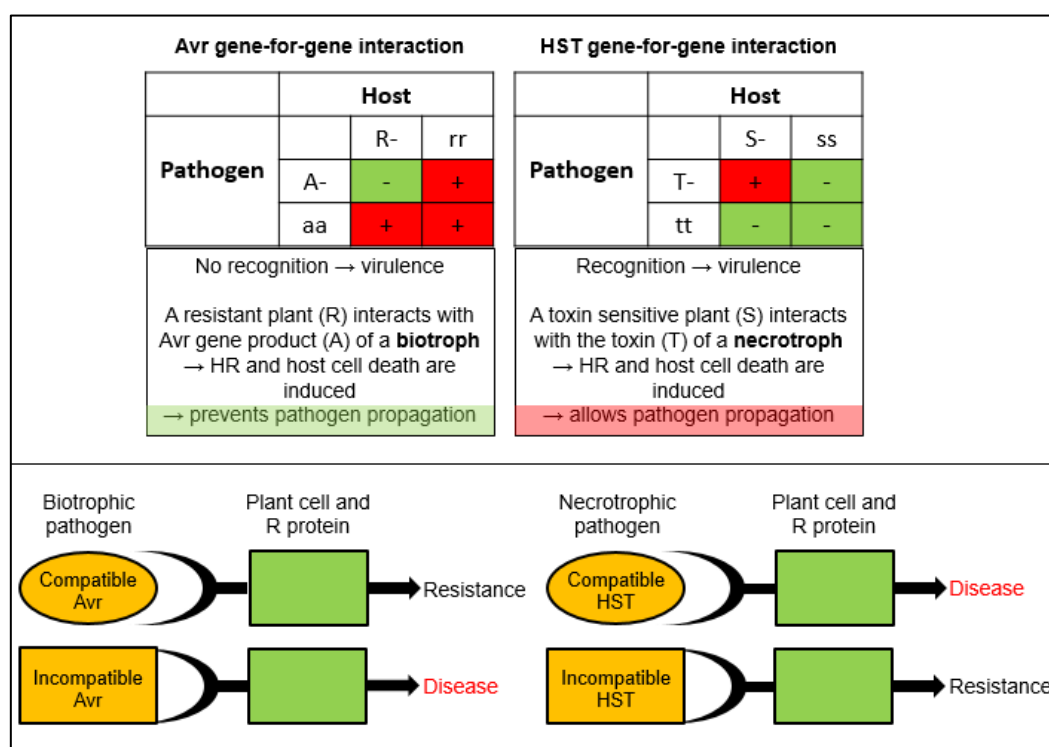 Avr gene-for-gene interaction
Host
Pathogen
R-
rr
A-
-
+
aa
+
+
No recognition → virulence
A resistant plant (R) interacts with
Avr gene product (A) of a biotroph
→ HR and host cell death are
induced
→ prevents pathogen propagation
HST gene-for-gene interaction
Host
Pathogen
S-
ss
T-
+
-
tt
-
-
Recognition → virulence
A toxin sensitive plant (S) interacts
with the toxin (T) of a necrotroph
→ HR and host cell death are
induced
→ allows pathogen propagation
Biotrophic
pathogen
Plant cell and
R protein
Compatible
Avr
Resistance
Incompatible
Avr
Disease
Necrotrophic
pathogen
Plant cell and
R protein
Compatible
HST
Disease
Incompatible
HST
Resistance